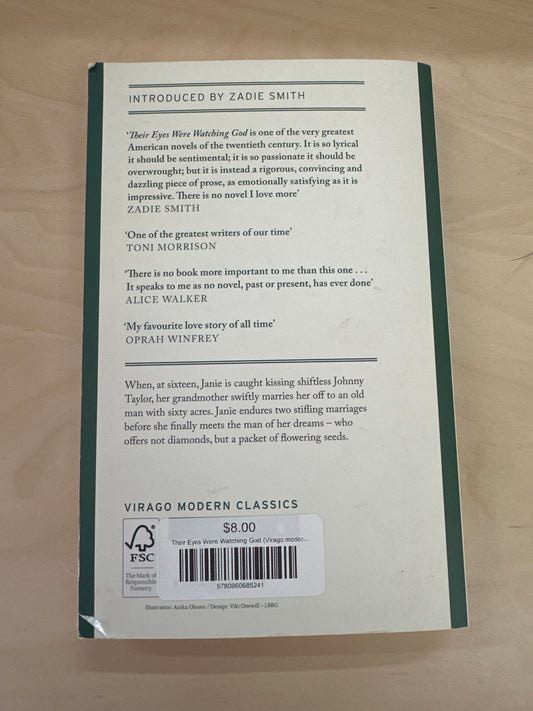 INTRODUCED BY ZADIE SMITH
‘Their Eyes Were Watching God is one of the very greatest
American novels of the twentieth century. It is so lyrical
it should be sentimental; it is so passionate it should be
overwrought; but it is instead a rigorous, convincing and
dazzling piece of prose, as emotionally satisfying as it is
impressive. There is no novel I love more’
ZADIE SMITH
‘One of the greatest writers of our time’
TONI MORRISON
‘There is no book more important to me than this one . . .
It speaks to me as no novel, past or present, has ever done’
ALICE WALKER
‘My favourite love story of all time’
OPRAH WINFREY
When, at sixteen, Janie is caught kissing shiftless Johnny
Taylor, her grandmother swiftly marries her off to an old
man with sixty acres. Janie endures two stifling marriages
before she finally meets the man of her dreams – who
offers not diamonds, but a packet of flowering seeds.
VIRAGO MODERN CLASSICS
FSC
The Mark of
Responsible
Forestry
$8.00
Their Eyes Were Watching God (Virago moder...
9780860685241
Illustration: Anika Olesen / Design: Viki Ottewill – LBBG